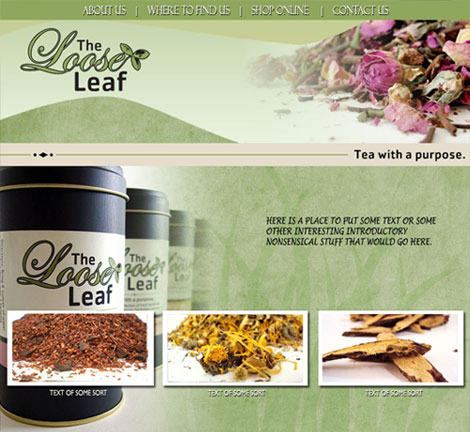 ABOUT US | WHERE TO FIND US | SHOP ONLINE | CONTACT US
The
Loose
Leaf
Tea with a purpose.
HERE IS A PLACE TO PUT SOME TEXT OR SOME
OTHER INTERESTING INTRODUCTORY
NONSENSICAL STUFF THAT WOULD GO HERE.
The
Loose
Leaf
TEXT OF SOME SORT
TEXT OF SOME SORT
TEXT OF SOME SORT